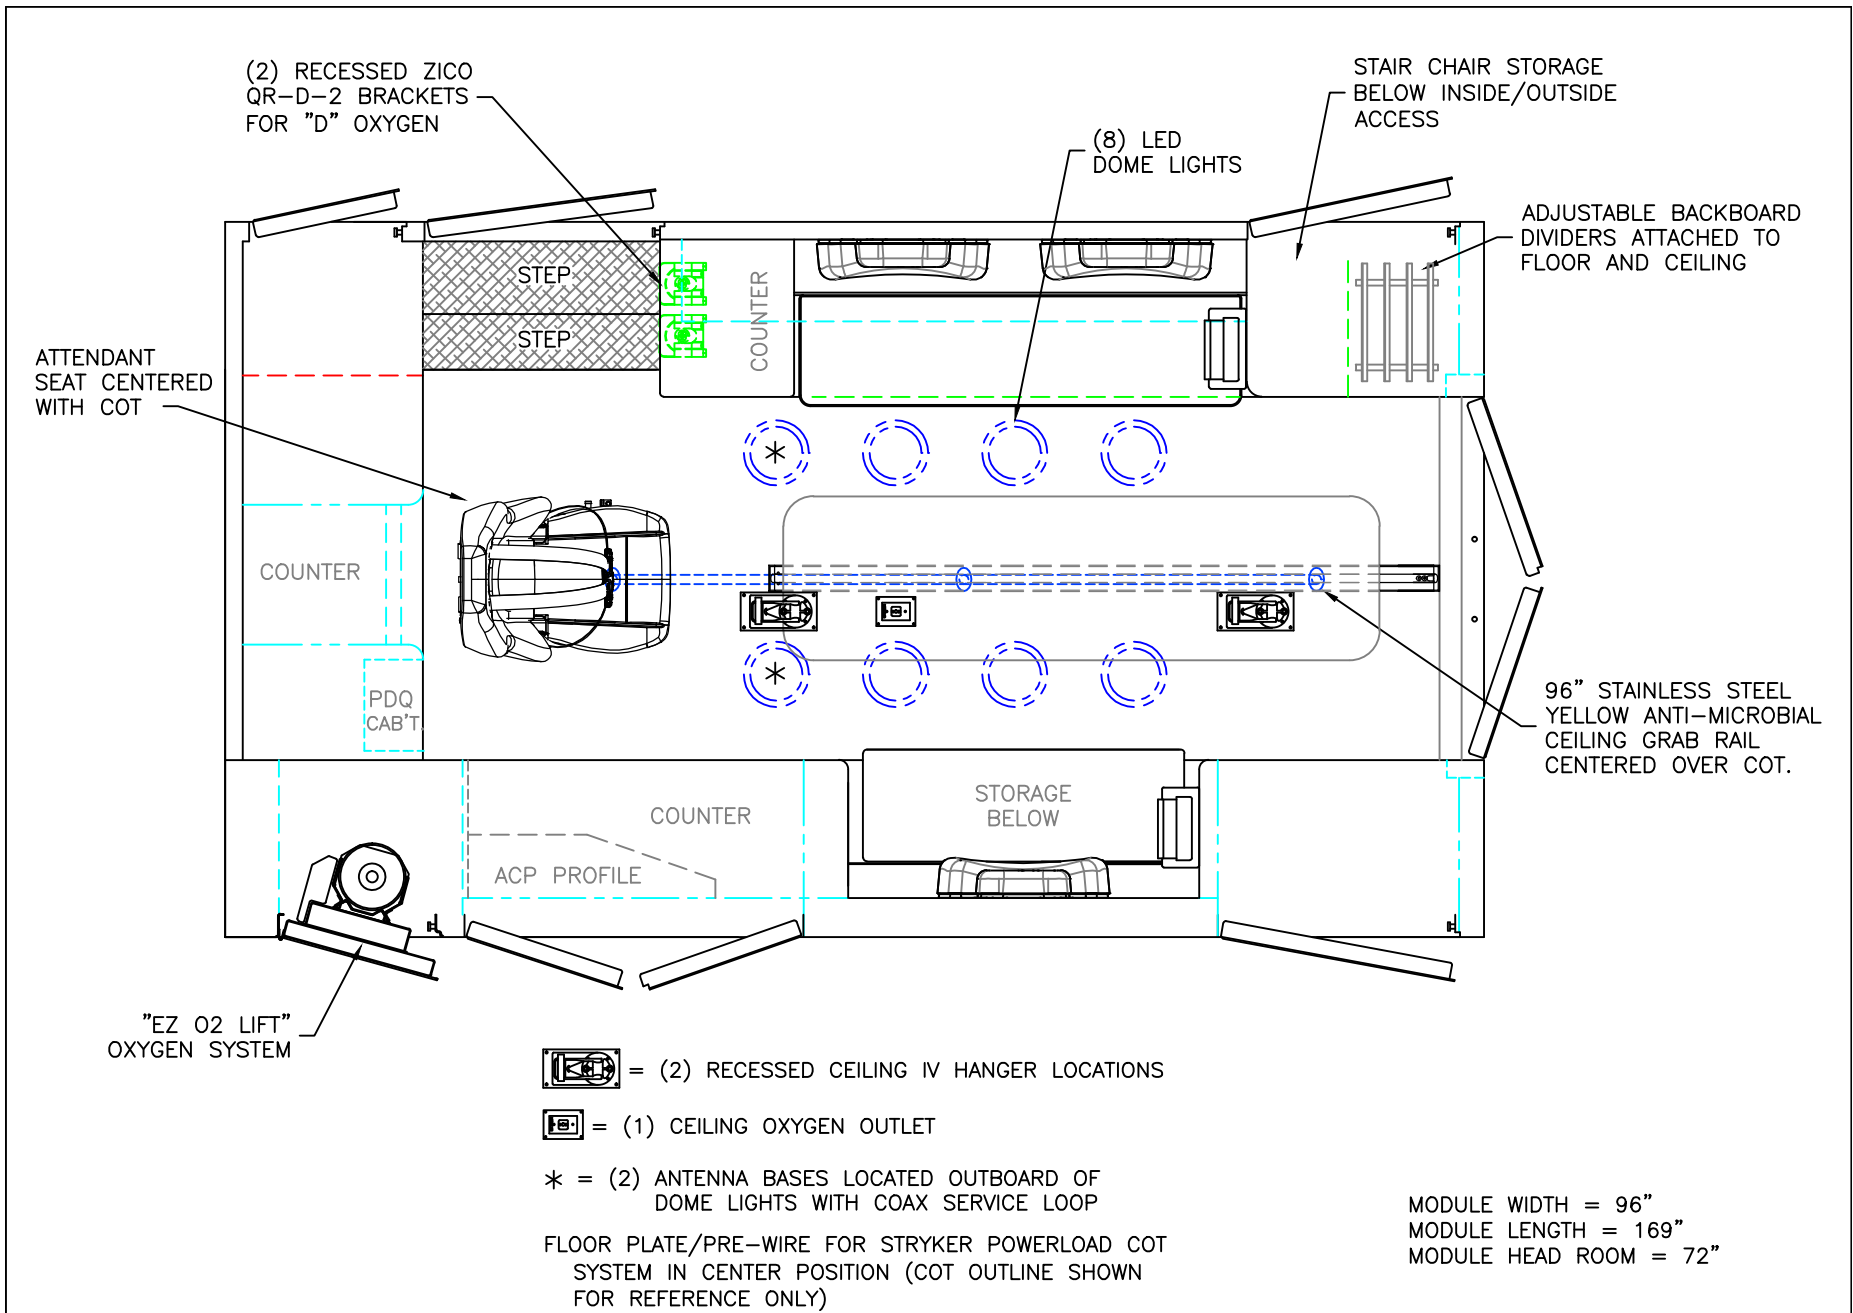 (2) RECESSED ZICO
QR-D-2 BRACKETS
FOR "D" OXYGEN
STAIR CHAIR STORAGE
BELOW INSIDE/OUTSIDE
ACCESS
(8) LED
DOME LIGHTS
ADJUSTABLE BACKBOARD
DIVIDERS ATTACHED TO
FLOOR AND CEILING
STEP
STEP
COUNTER
ATTENDANT
SEAT CENTERED
WITH COT
COUNTER
PDQ
CAB'T
96" STAINLESS STEEL
YELLOW ANTI-MICROBIAL
CEILING GRAB RAIL
CENTERED OVER COT.
COUNTER
STORAGE
BELOW
ACP PROFILE
"EZ O2 LIFT"
OXYGEN SYSTEM
= (2) RECESSED CEILING IV HANGER LOCATIONS
= (1) CEILING OXYGEN OUTLET
* = (2) ANTENNA BASES LOCATED OUTBOARD OF
DOME LIGHTS WITH COAX SERVICE LOOP
FLOOR PLATE/PRE-WIRE FOR STRYKER POWERLOAD COT
SYSTEM IN CENTER POSITION (COT OUTLINE SHOWN
FOR REFERENCE ONLY)
MODULE WIDTH = 96"
MODULE LENGTH = 169"
MODULE HEAD ROOM = 72"